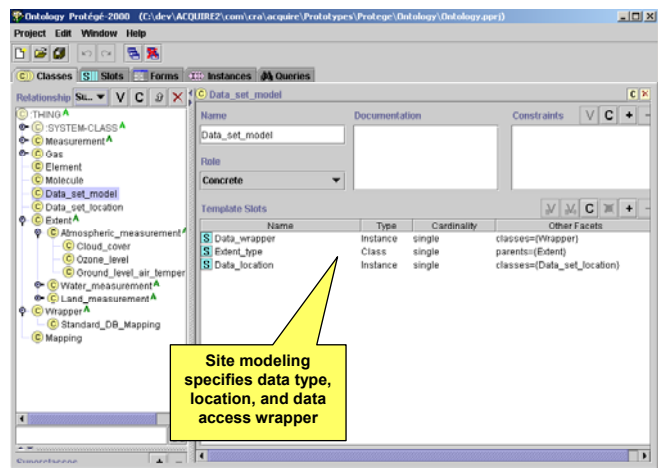 Ontology Protégé-2000 (C:\dev\ACQUIRE2\com\cra\acquire\Prototypes\Protege\Ontology\Ontology.pprj)
Project Edit Window Help
C Classes S Slots Forms Instances Queries
Relationship Su... V C X
C Data_set_model C X
C :THING A
C :SYSTEM-CLASS A
C Measurement A
C Gas
C Element
C Molecule
C Data_set_model
C Data_set_location
C Extent A
C Atmospheric_measurement A
C Cloud_cover
C Ozone_level
C Ground_level_air_temper
C Water_measurement A
C Land_measurement A
C Wrapper A
C Standard_DB_Mapping
C Mapping
Superclasses + -
Name Documentation Constraints V C + -
Data_set_model
Role
Concrete
Template Slots C + -
Name Type Cardinality Other Facets
S Data_wrapper Instance single classes=(Wrapper)
S Extent_type Class single parents=(Extent)
S Data_location Instance single classes=(Data_set_location)
Site modeling
specifies data type,
location, and data
access wrapper